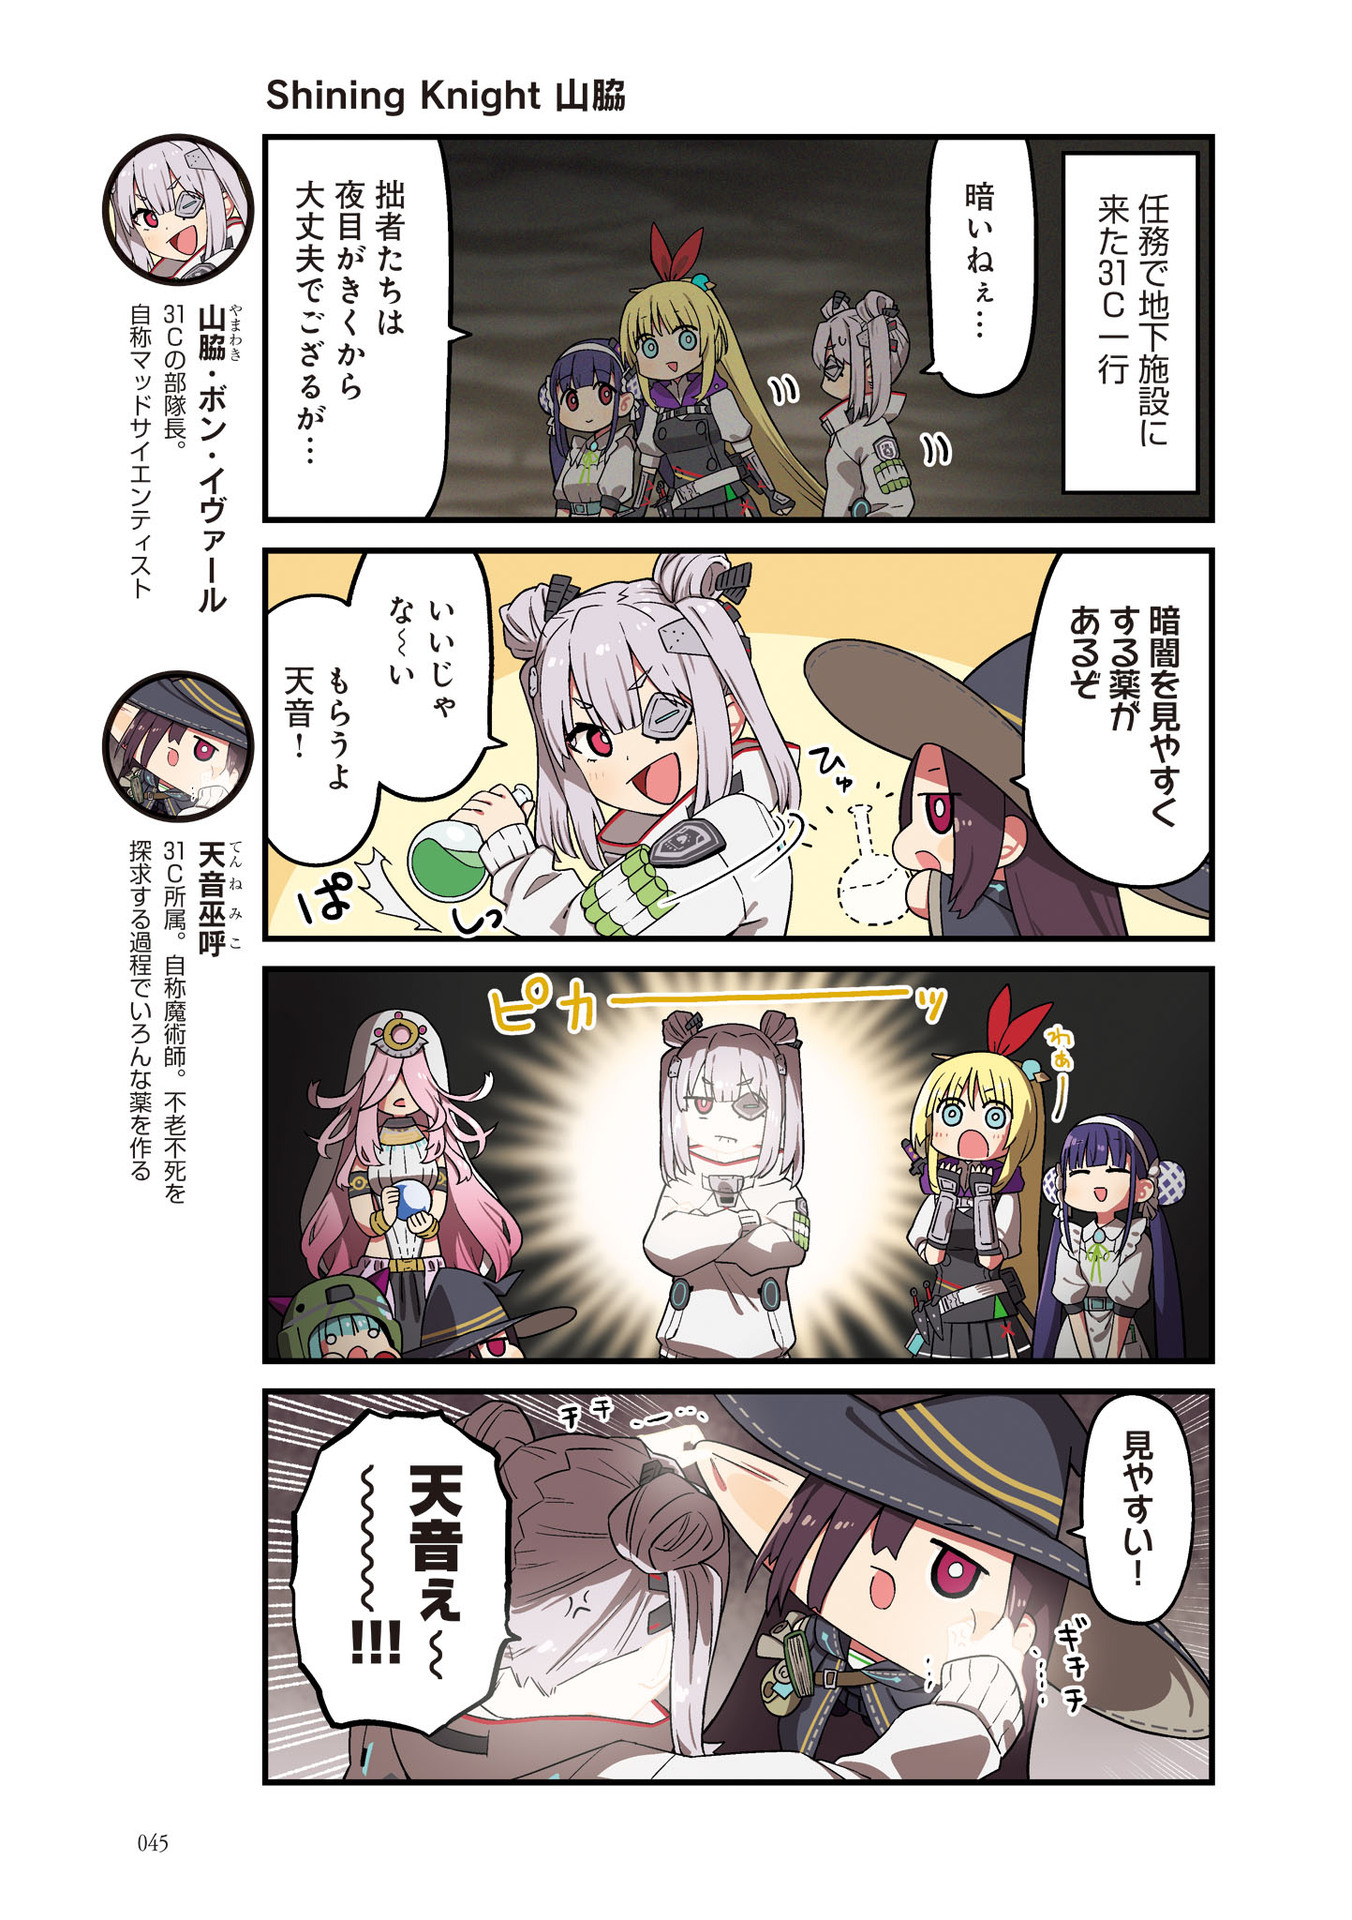 Shining Knight 山脇
任務で地下施設に
来た31C一行
暗いねぇ…
拙者たちは
夜目がきくから
大丈夫でござるが…
暗闇を見やすく
する薬が
あるぞ
ひゅ
いいじゃ
な〜い
もらうよ
天音！
ぱ
しっ
ピカーーッ
わぁー
見やすい！
チチ
ギチチ
天音ぇ〜
〜〜〜〜!!!
やまわき
山脇・ボン・イヴァール
31Cの部隊長。
自称マッドサイエンティスト
てんねみこ
天音巫呼
31C所属。自称魔術師。不老不死を
探求する過程でいろんな薬を作る
045